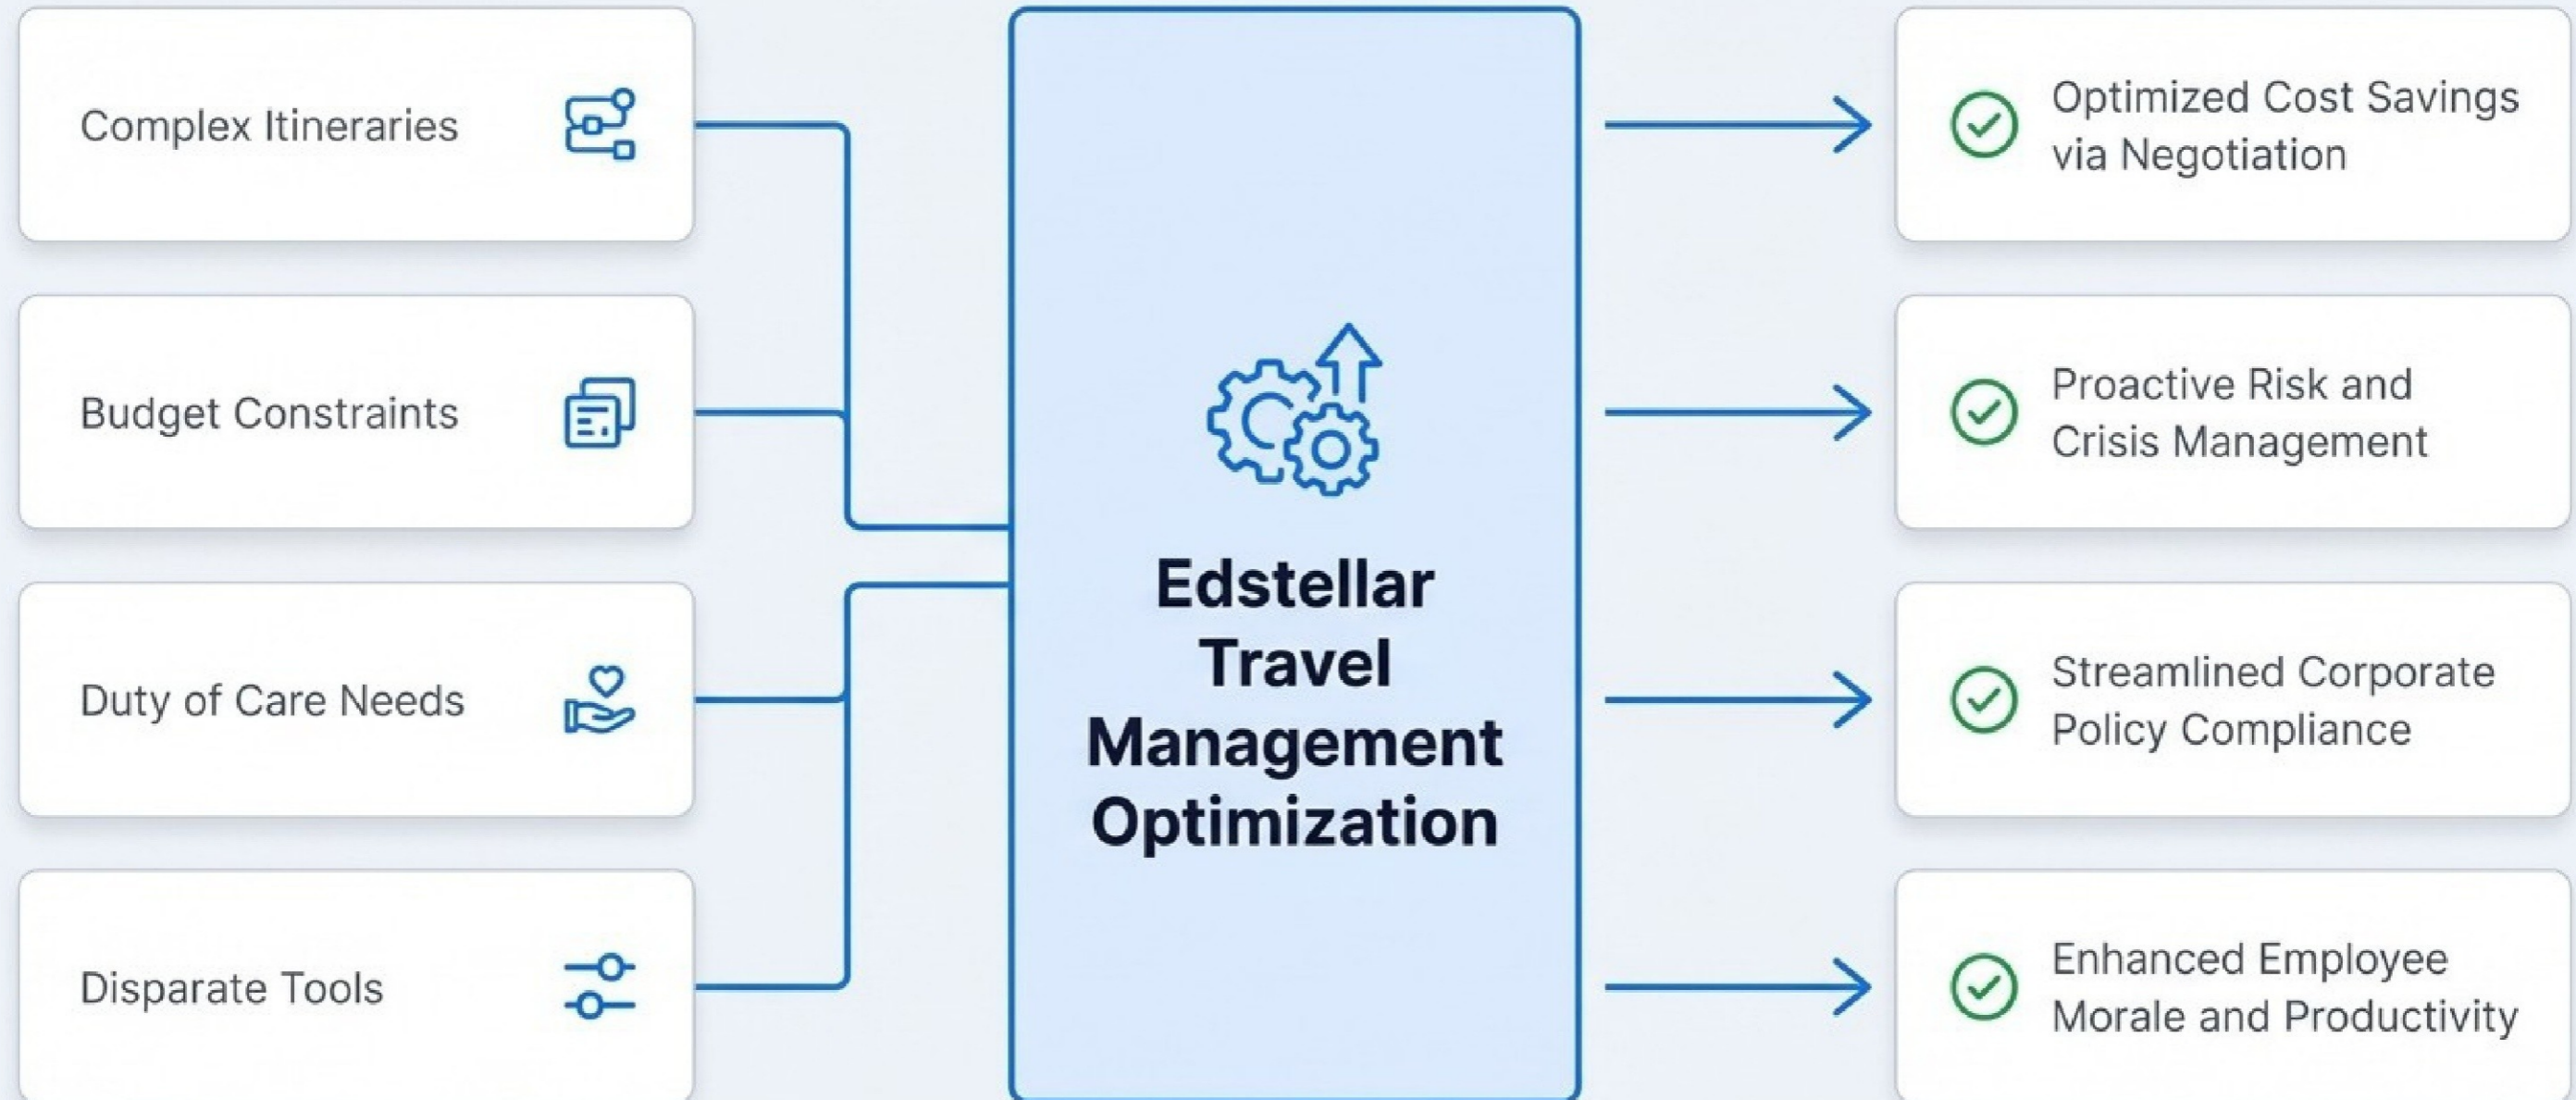 Complex Itineraries
Budget Constraints
Duty of Care Needs
Disparate Tools
Edstellar
Travel
Management
Optimization
Optimized Cost Savings
via Negotiation
Proactive Risk and
Crisis Management
Streamlined Corporate
Policy Compliance
Enhanced Employee
Morale and Productivity